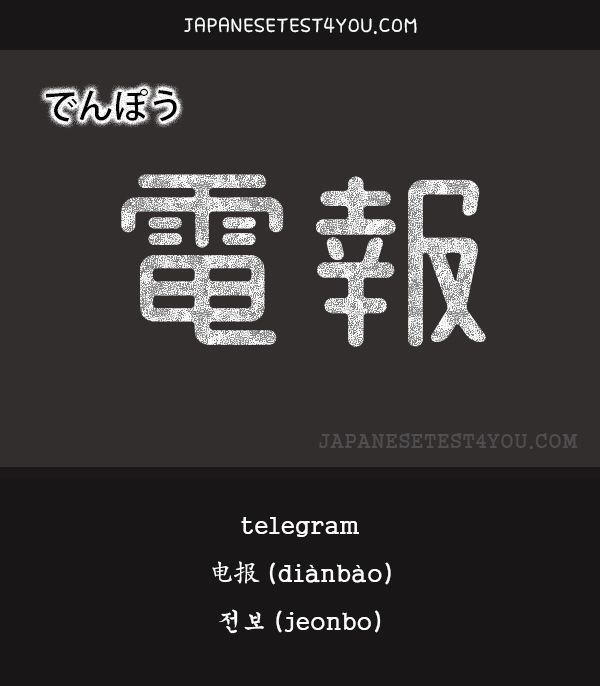 JAPANESETEST4YOU.COM
でんぽう
電報
JAPANESETEST4YOU.COM
telegram
电报 (diànbào)
전보 (jeonbo)